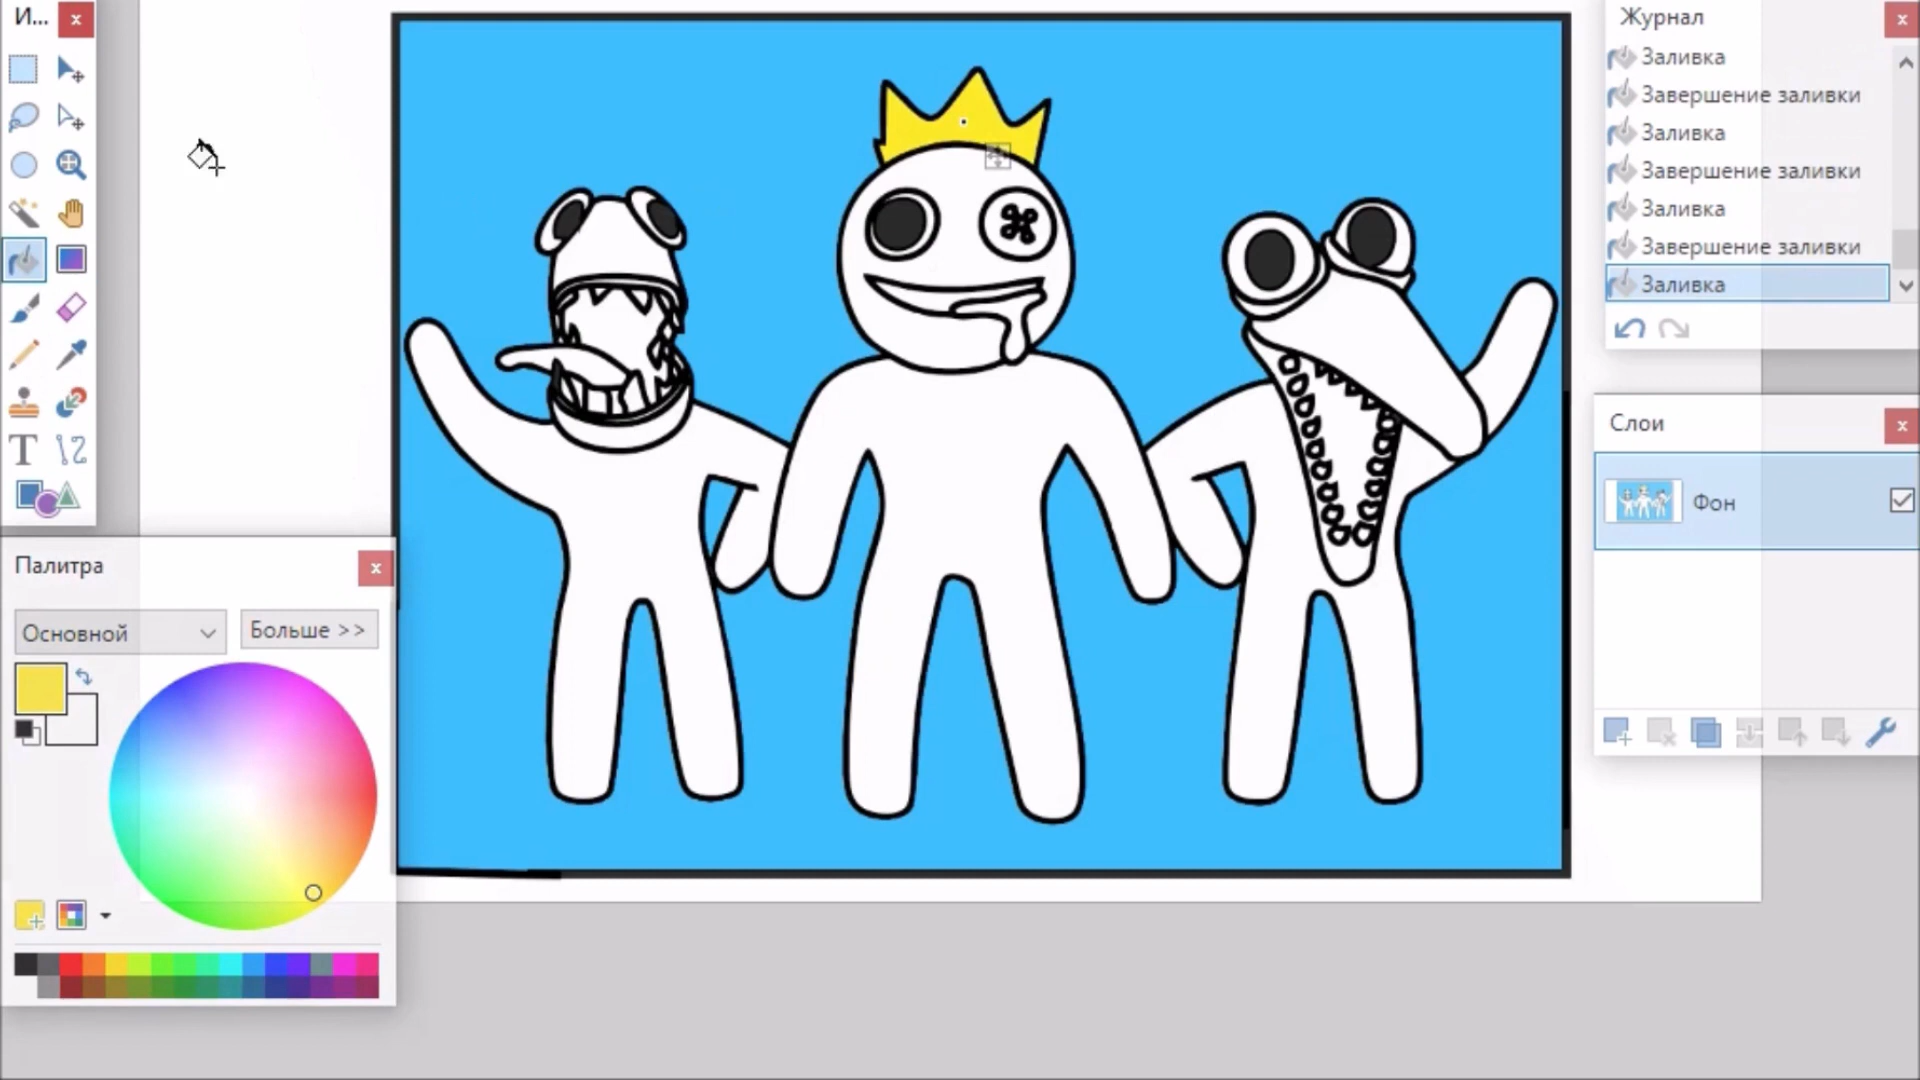 И...
Журнал
Заливка
Завершение заливки
Заливка
Завершение заливки
Заливка
Завершение заливки
Заливка
Слои
Фон
Палитра
Основной
Больше >>